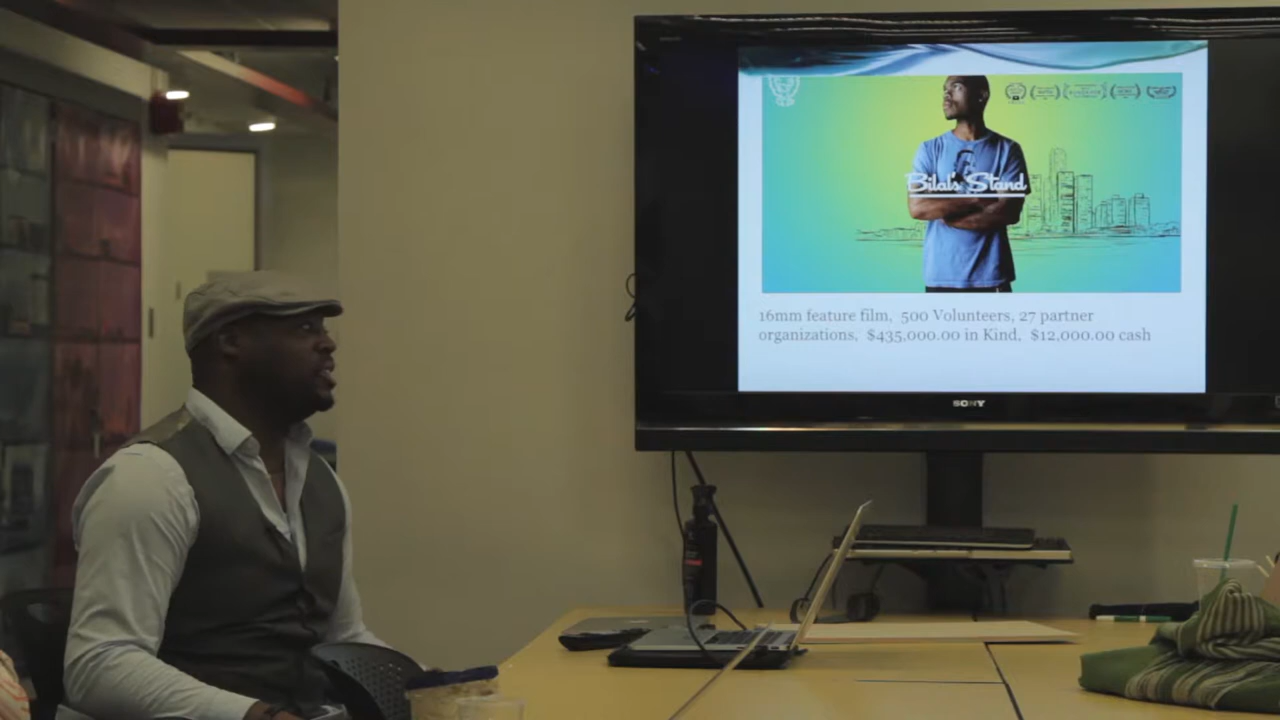 Bilal's Stand
16mm feature film, 500 Volunteers, 27 partner
organizations, $435,000.00 in Kind, $12,000.00 cash
SONY